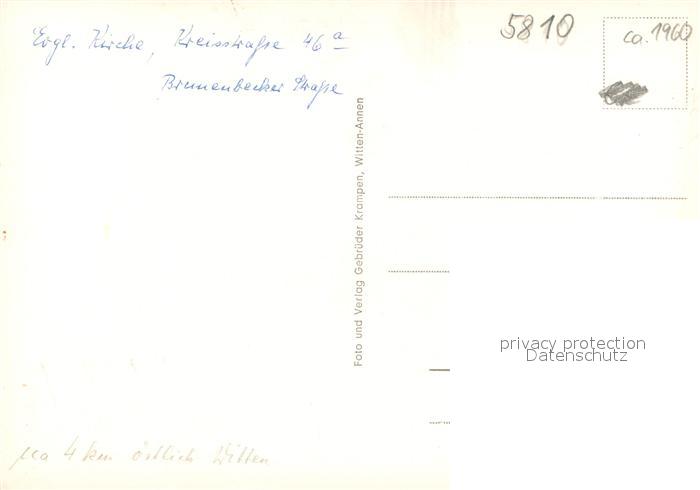 Evgl. Kirche, Kreisstraße 46 a
Brunenbecker Straße
5810
ca. 1960
Foto und Verlag Gebrüder Krampen, Witten-Annen
privacy protection
Datenschutz
ca 4 km östlich Witten